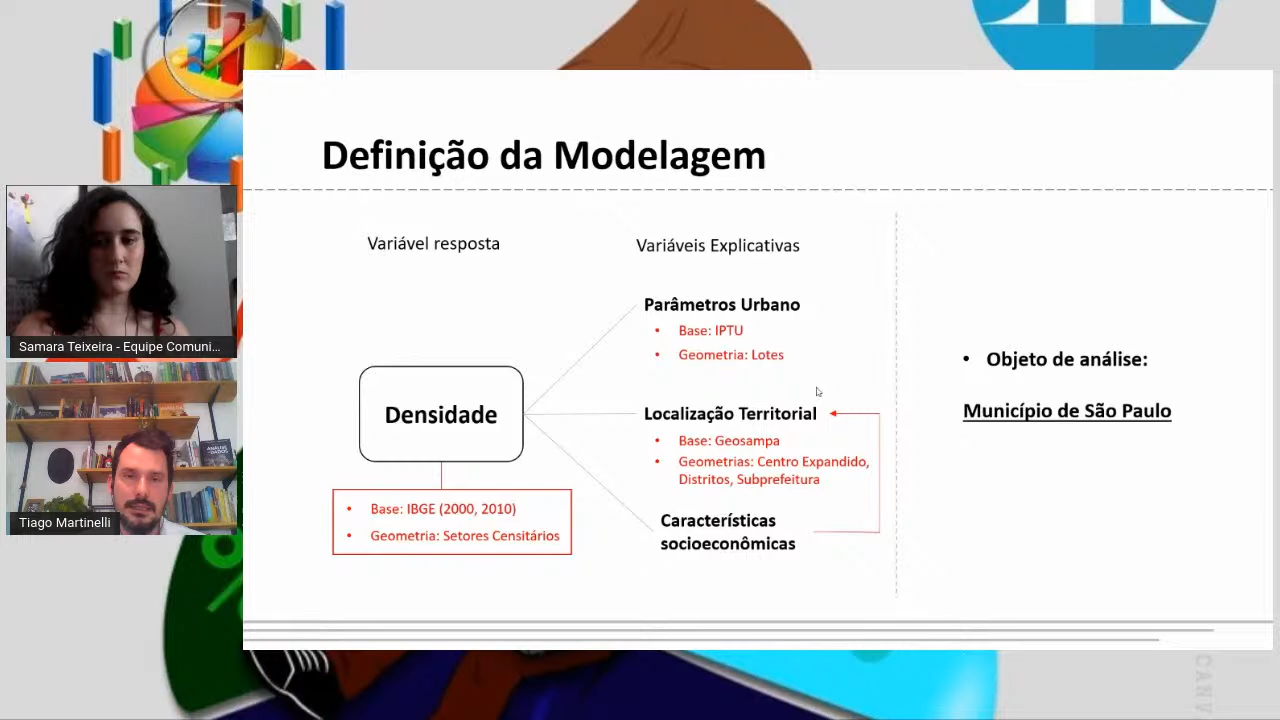 Definição da Modelagem
Variável resposta
Variáveis Explicativas
Parâmetros Urbano
• Base: IPTU
• Geometria: Lotes
Densidade
Localização Territorial
• Base: Geosampa
• Geometrias: Centro Expandido,
Distritos, Subprefeitura
• Base: IBGE (2000, 2010)
• Geometria: Setores Censitários
Características
socioeconômicas
• Objeto de análise:
Município de São Paulo
Samara Teixeira - Equipe Comuni...
Tiago Martinelli
%
CANV